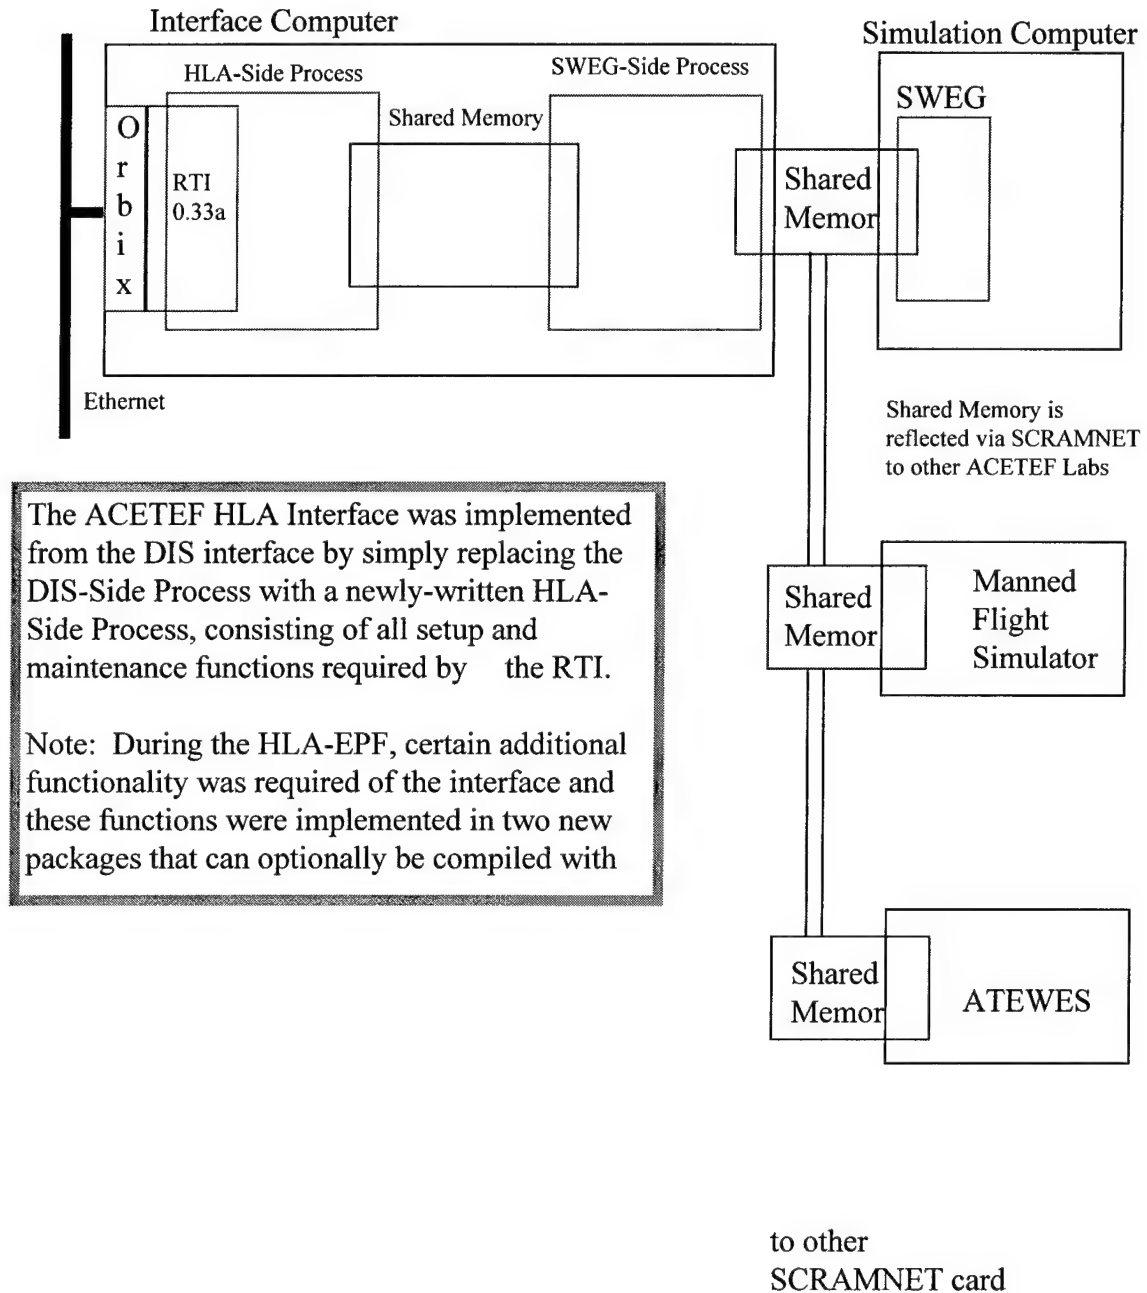 Interface Computer
Simulation Computer
HLA-Side Process
SWEG-Side Process
Shared Memory
SWEG
Orbix
RTI
0.33a
Shared
Memor
Ethernet
Shared Memory is
reflected via SCRAMNET
to other ACETEF Labs
The ACETEF HLA Interface was implemented
from the DIS interface by simply replacing the
DIS-Side Process with a newly-written HLA-
Side Process, consisting of all setup and
maintenance functions required by the RTI.
Note: During the HLA-EPF, certain additional
functionality was required of the interface and
these functions were implemented in two new
packages that can optionally be compiled with
Shared
Memor
Manned
Flight
Simulator
Shared
Memor
ATEWES
to other
SCRAMNET card